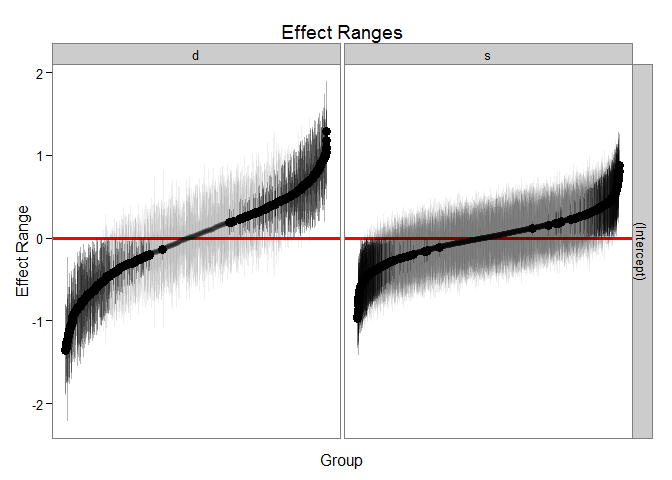 Effect Ranges
d
s
2
1
0
-1
-2
Effect Range
(Intercept)
Group